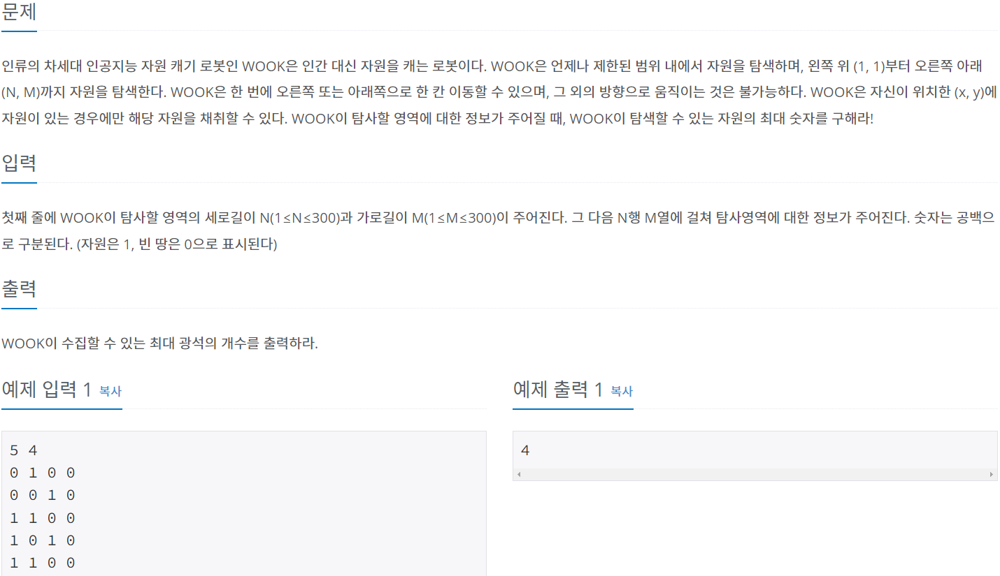 문제
인류의 차세대 인공지능 자원 캐기 로봇인 WOOK은 인간 대신 자원을 캐는 로봇이다. WOOK은 언제나 제한된 범위 내에서 자원을 탐색하며, 왼쪽 위 (1, 1)부터 오른쪽 아래
(N, M)까지 자원을 탐색한다. WOOK은 한 번에 오른쪽 또는 아래쪽으로 한 칸 이동할 수 있으며, 그 외의 방향으로 움직이는 것은 불가능하다. WOOK은 자신이 위치한 (x, y)에
자원이 있는 경우에만 해당 자원을 채취할 수 있다. WOOK이 탐사할 영역에 대한 정보가 주어질 때, WOOK이 탐색할 수 있는 자원의 최대 숫자를 구해라!
입력
첫째 줄에 WOOK이 탐사할 영역의 세로길이 N(1≤N≤300)과 가로길이 M(1≤M≤300)이 주어진다. 그 다음 N행 M열에 걸쳐 탐사영역에 대한 정보가 주어진다. 숫자는 공백으
로 구분된다. (자원은 1, 빈 땅은 0으로 표시된다)
출력
WOOK이 수집할 수 있는 최대 광석의 개수를 출력하라.
예제 입력 1 복사
5 4
0 1 0 0
0 0 1 0
1 1 0 0
1 0 1 0
1 1 0 0
예제 출력 1 복사
4